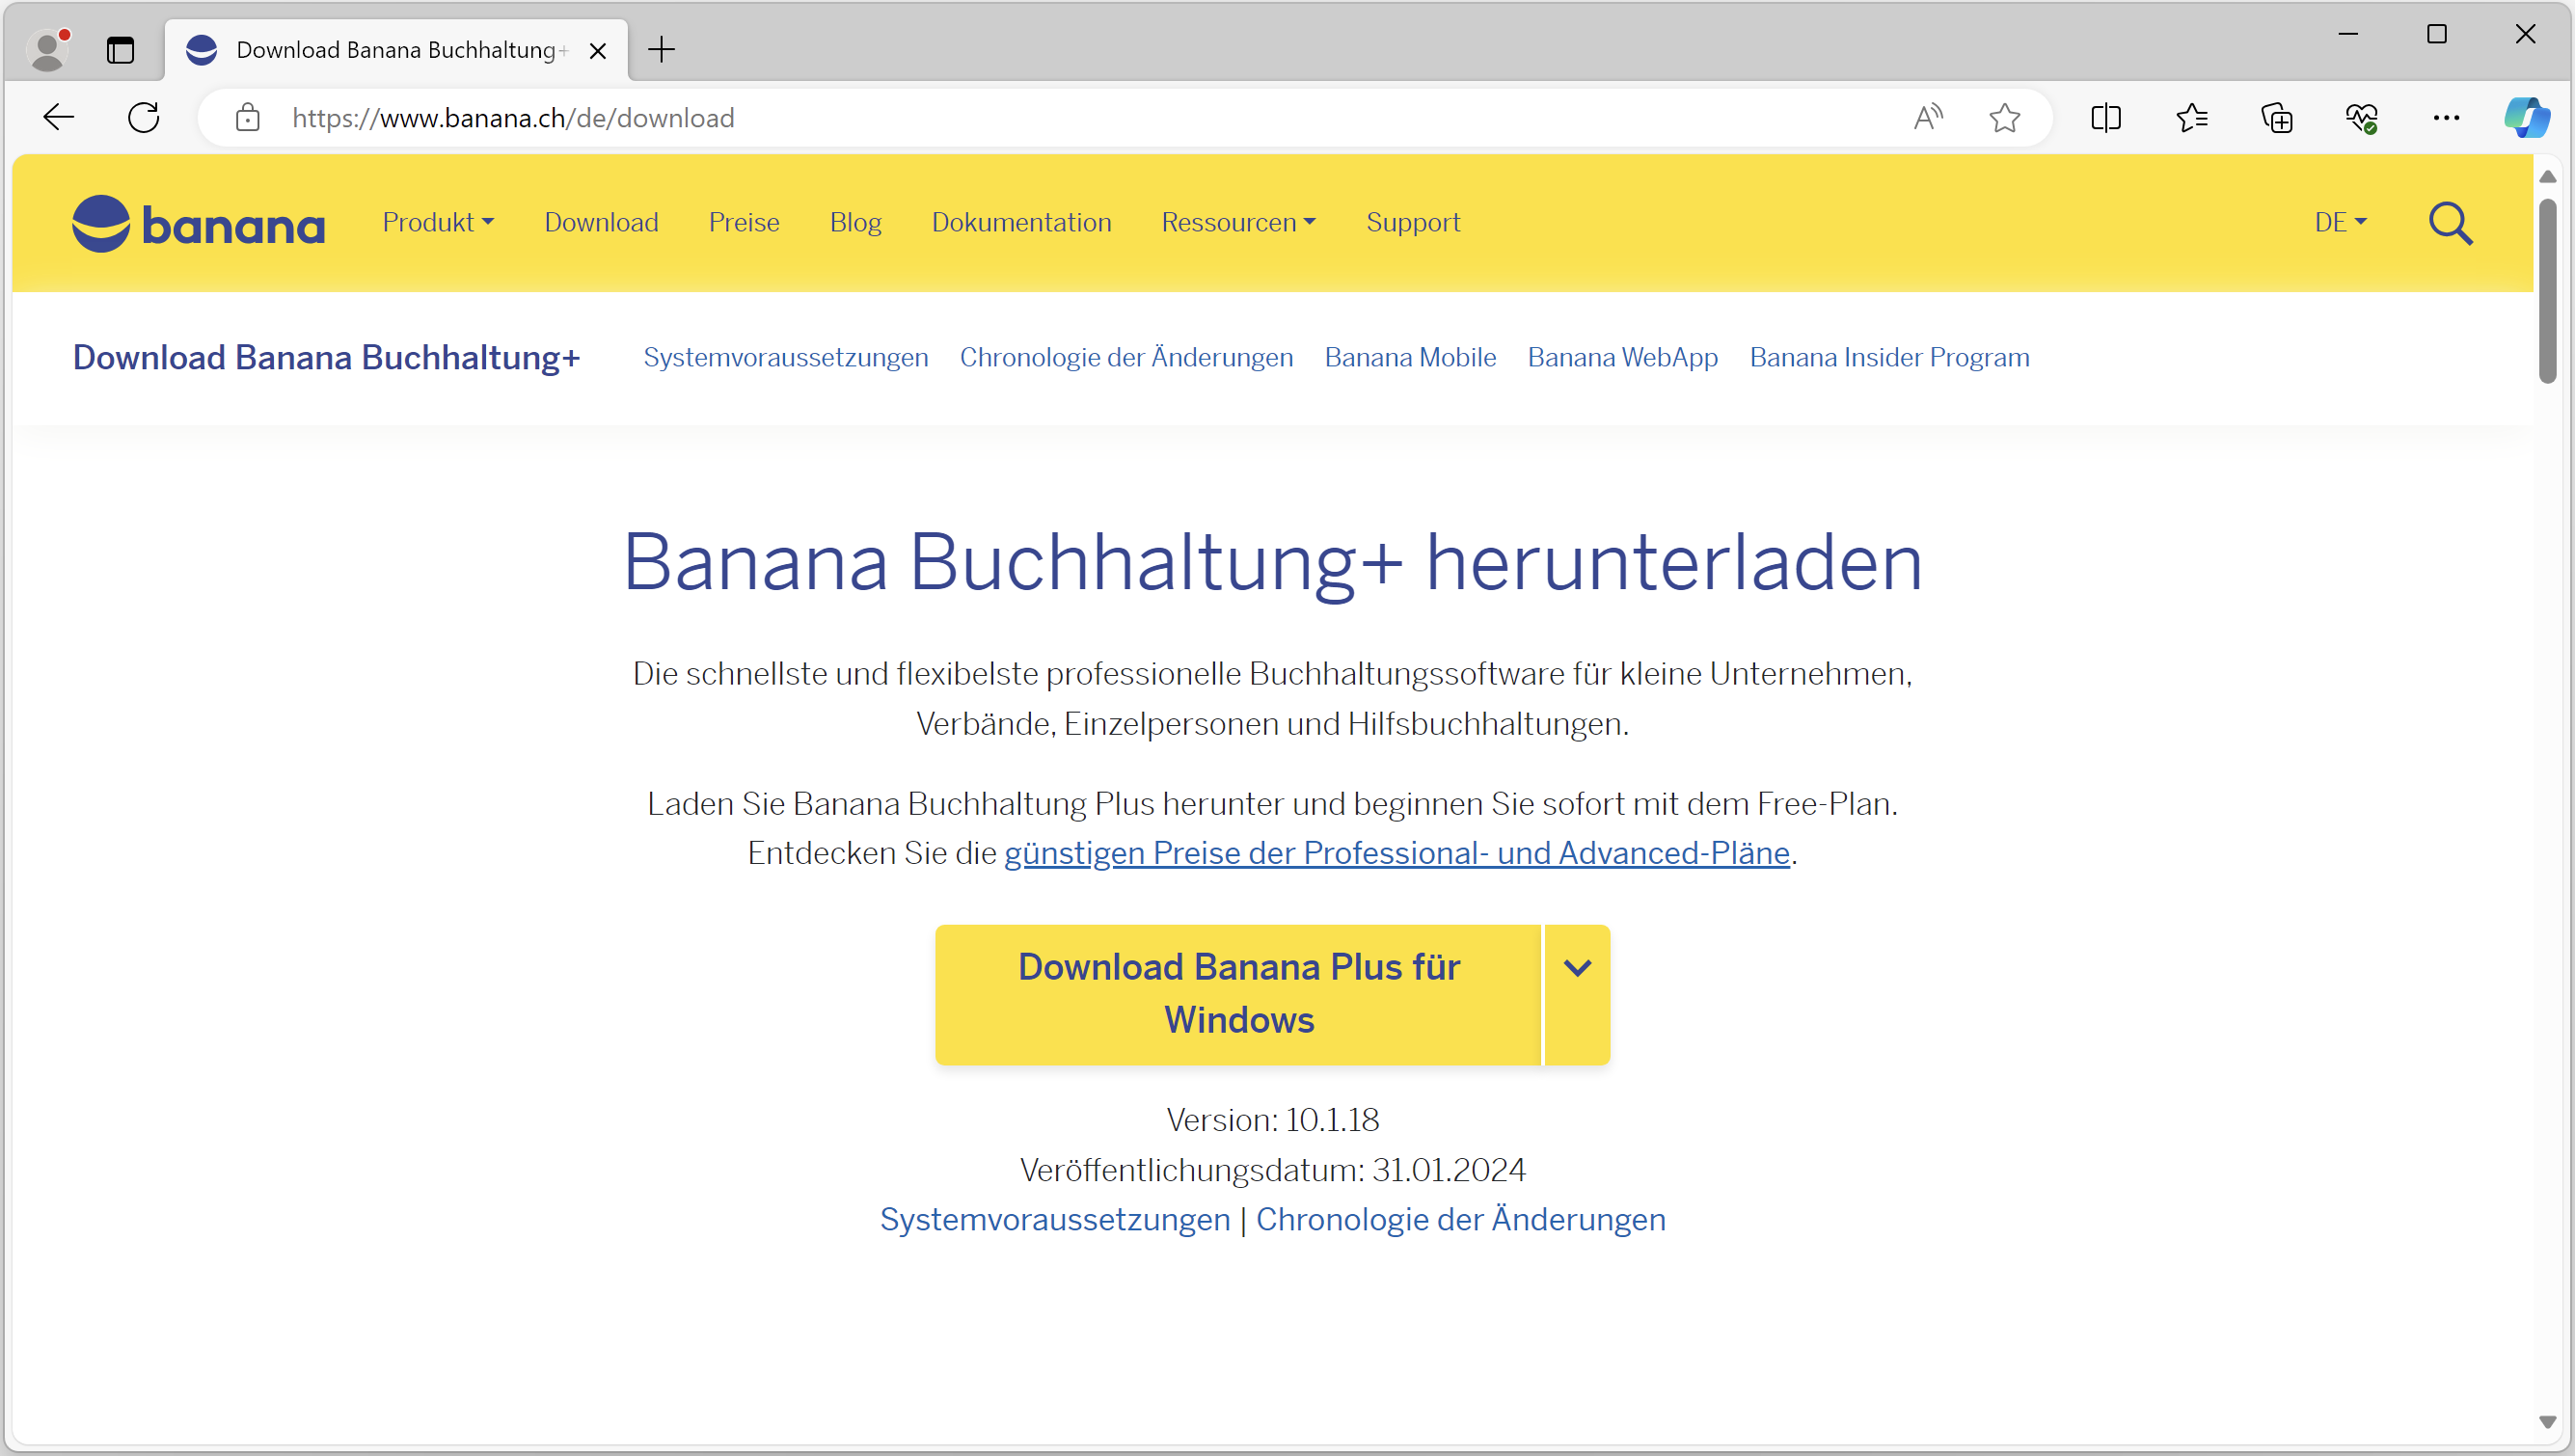 Download Banana Buchhaltung+
https://www.banana.ch/de/download
banana Produkt Download Preise Blog Dokumentation Ressourcen Support DE
Download Banana Buchhaltung+ Systemvoraussetzungen Chronologie der Änderungen Banana Mobile Banana WebApp Banana Insider Program
Banana Buchhaltung+ herunterladen
Die schnellste und flexibelste professionelle Buchhaltungssoftware für kleine Unternehmen,
Verbände, Einzelpersonen und Hilfsbuchhaltungen.
Laden Sie Banana Buchhaltung Plus herunter und beginnen Sie sofort mit dem Free-Plan.
Entdecken Sie die günstigen Preise der Professional- und Advanced-Pläne.
Download Banana Plus für
Windows
Version: 10.1.18
Veröffentlichungsdatum: 31.01.2024
Systemvoraussetzungen | Chronologie der Änderungen